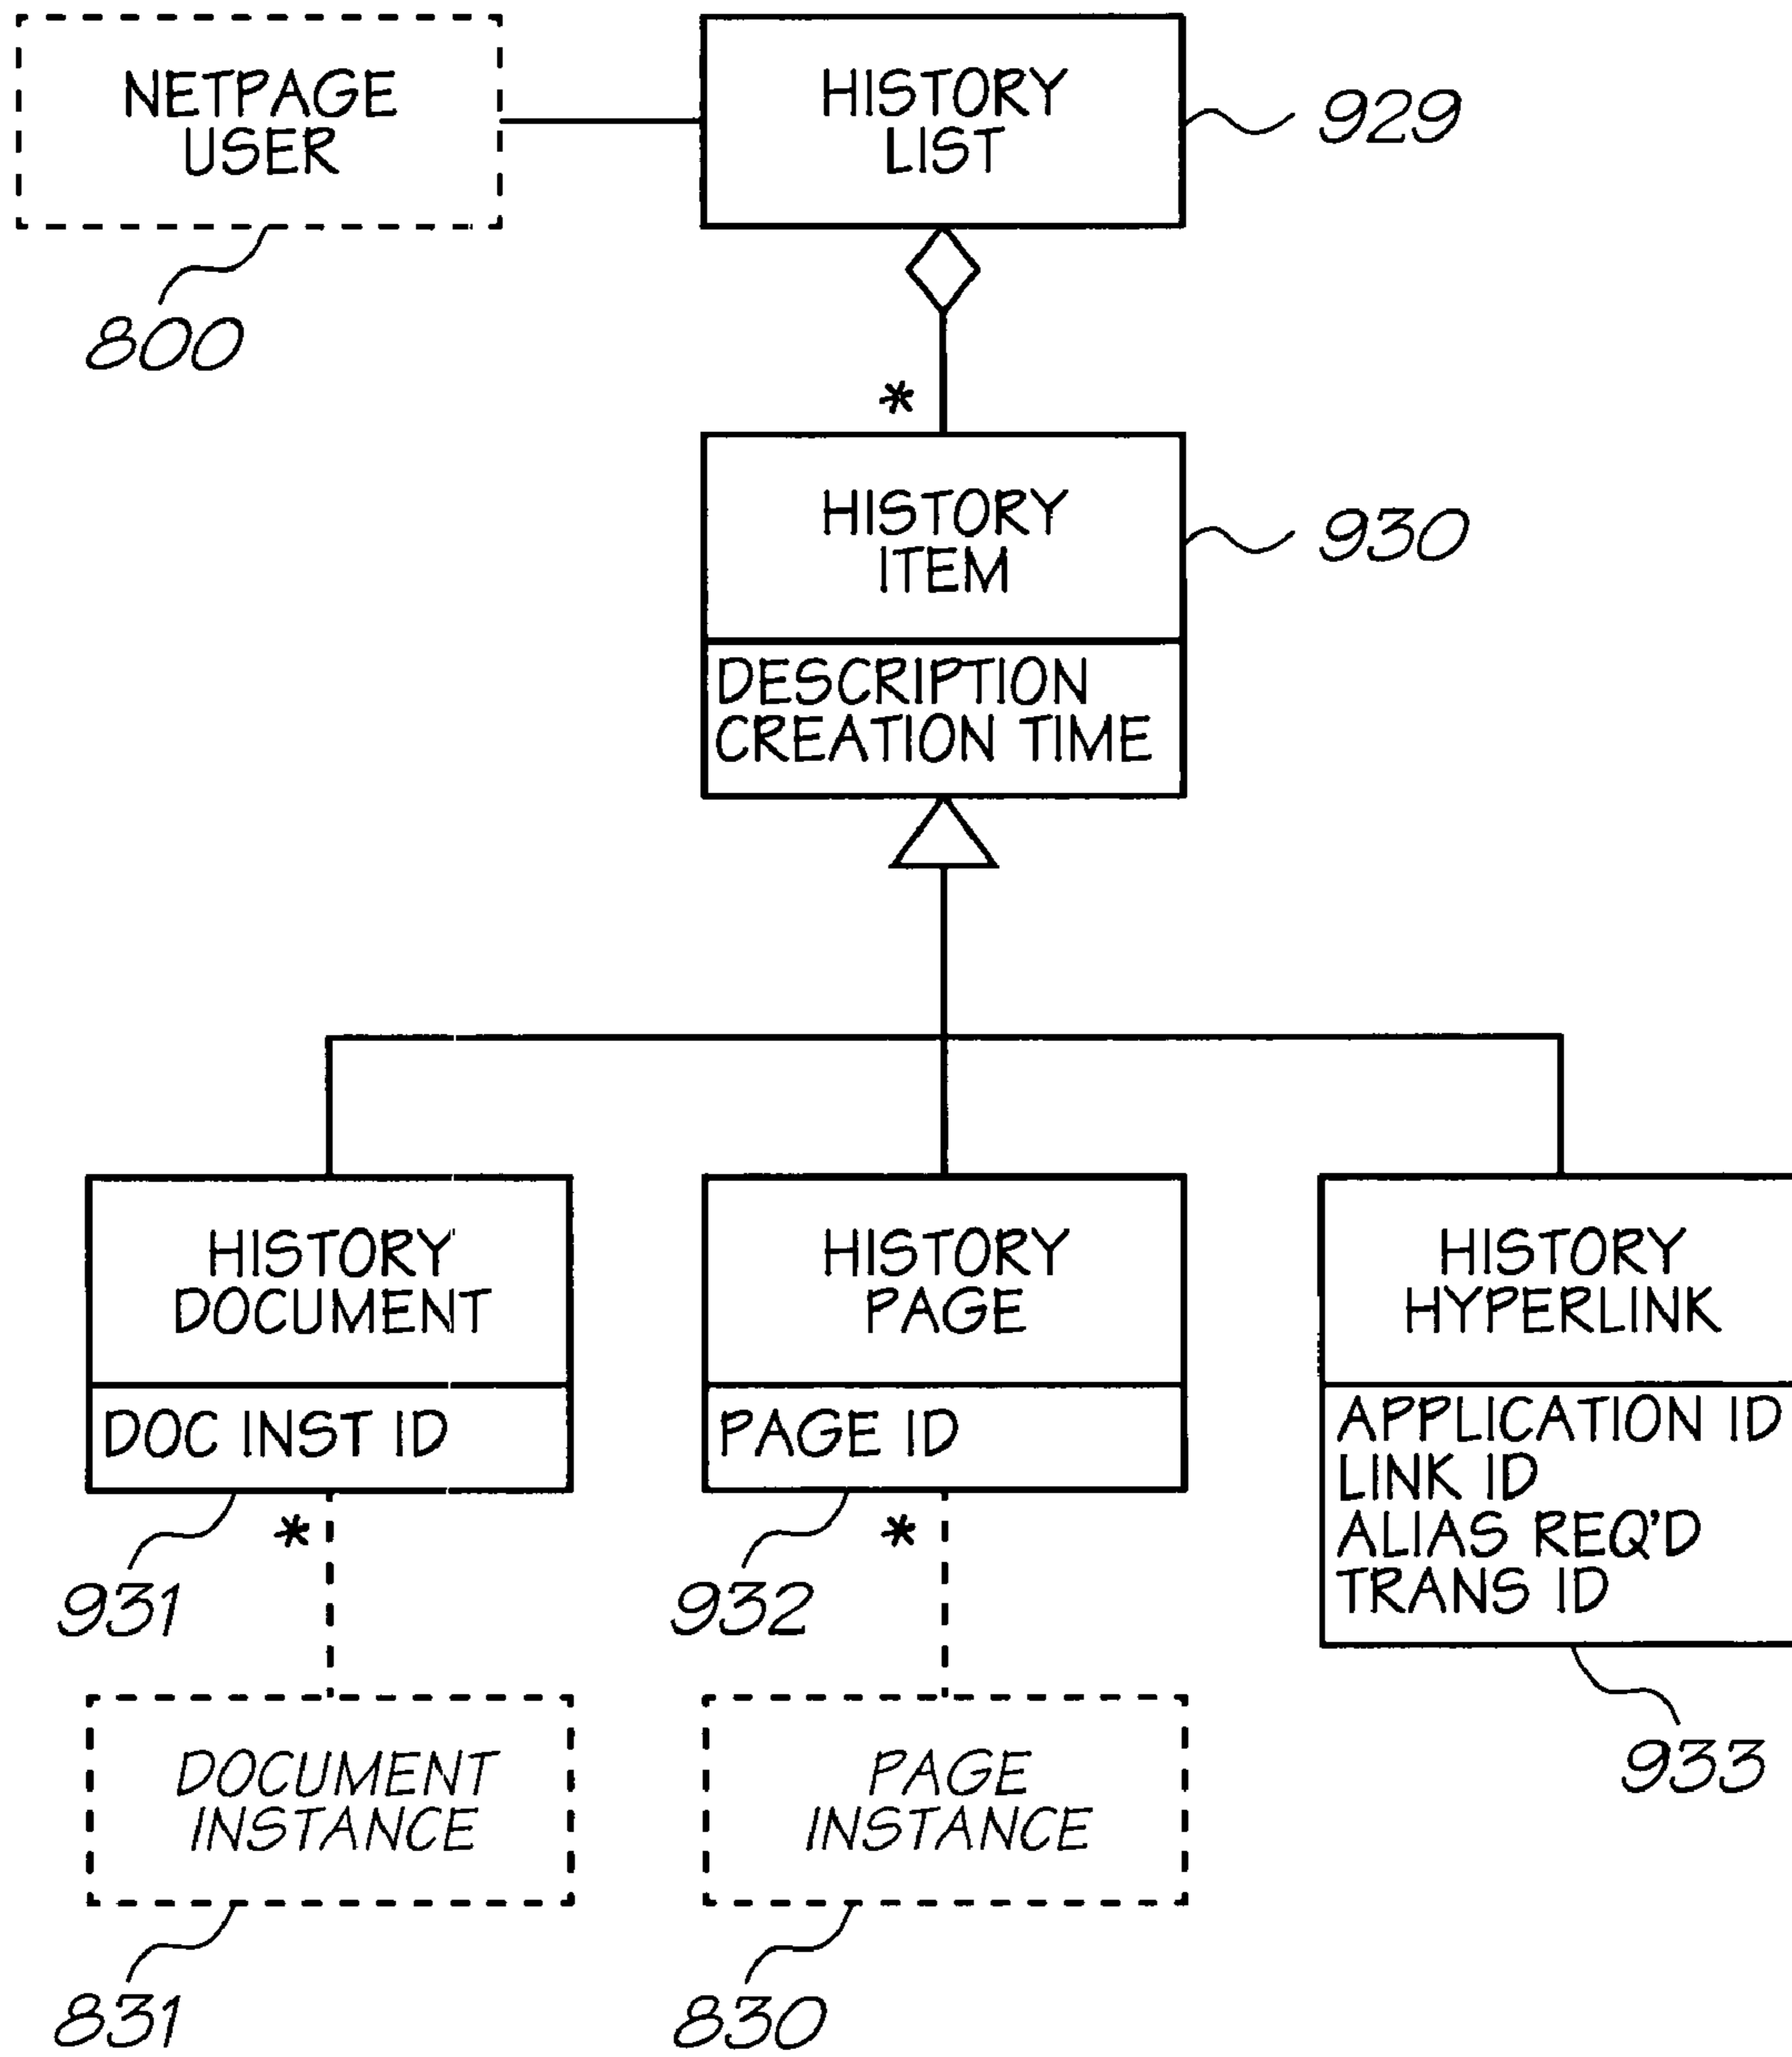 NETPAGE
USER
HISTORY
LIST
929
800
*
HISTORY
ITEM
930
DESCRIPTION
CREATION TIME
HISTORY
DOCUMENT
DOC INST ID
HISTORY
PAGE
PAGE ID
HISTORY
HYPERLINK
APPLICATION ID
LINK ID
ALIAS REQ'D
TRANS ID
*
*
931
932
933
DOCUMENT
INSTANCE
PAGE
INSTANCE
831
830